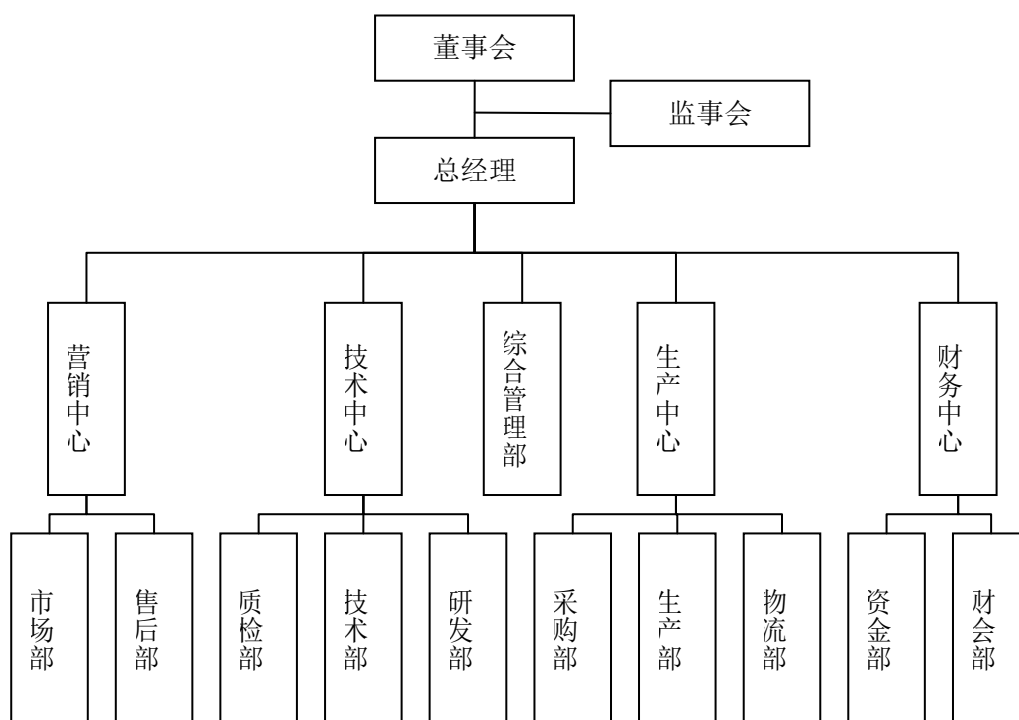 董事会
监事会
总经理
营销中心
技术中心
综合管理部
生产中心
财务中心
市场部
售后部
质检部
技术部
研发部
采购部
生产部
物流部
资金部
财会部